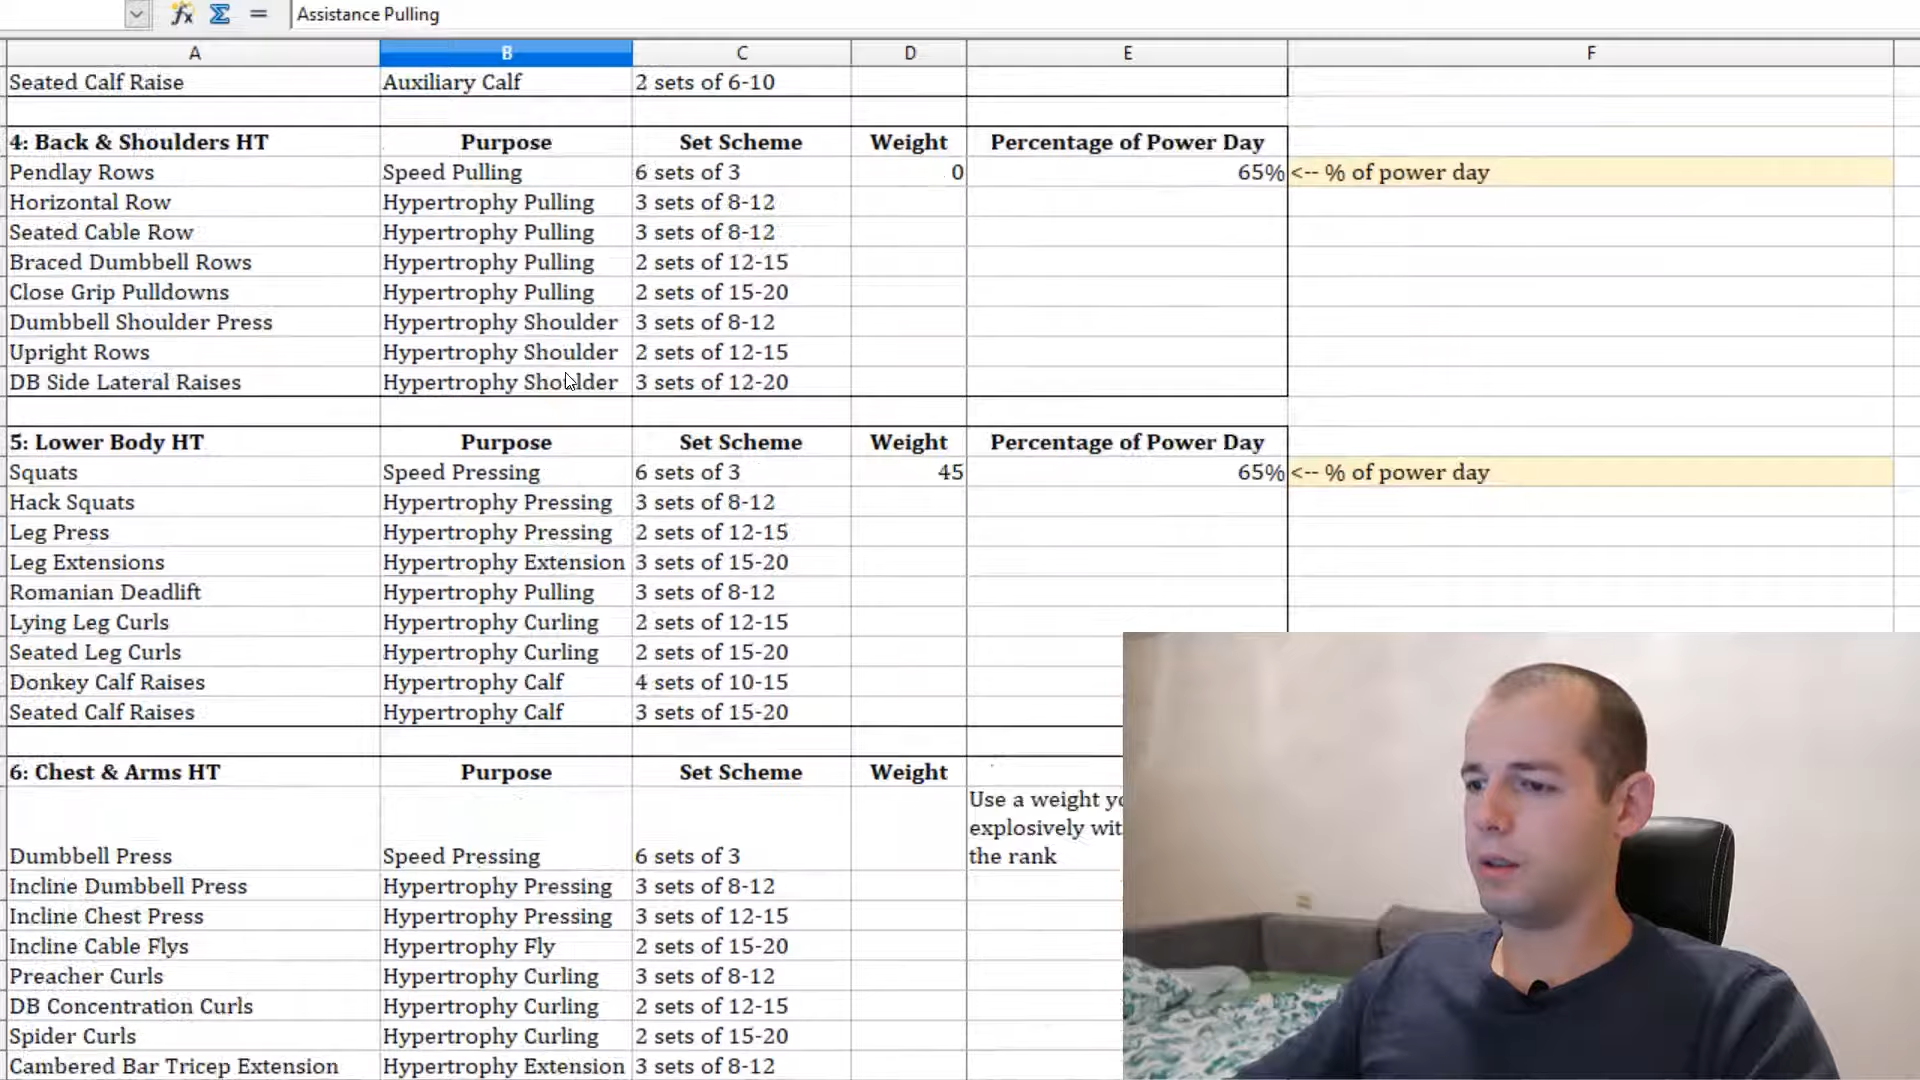 Assistance Pulling
A B C D E F
Seated Calf Raise Auxiliary Calf 2 sets of 6-10
4: Back & Shoulders HT Purpose Set Scheme Weight Percentage of Power Day
Pendlay Rows Speed Pulling 6 sets of 3 0 65% <-- % of power day
Horizontal Row Hypertrophy Pulling 3 sets of 8-12
Seated Cable Row Hypertrophy Pulling 3 sets of 8-12
Braced Dumbbell Rows Hypertrophy Pulling 2 sets of 12-15
Close Grip Pulldowns Hypertrophy Pulling 2 sets of 15-20
Dumbbell Shoulder Press Hypertrophy Shoulder 3 sets of 8-12
Upright Rows Hypertrophy Shoulder 2 sets of 12-15
DB Side Lateral Raises Hypertrophy Shoulder 3 sets of 12-20
5: Lower Body HT Purpose Set Scheme Weight Percentage of Power Day
Squats Speed Pressing 6 sets of 3 45 65% <-- % of power day
Hack Squats Hypertrophy Pressing 3 sets of 8-12
Leg Press Hypertrophy Pressing 2 sets of 12-15
Leg Extensions Hypertrophy Extension 3 sets of 15-20
Romanian Deadlift Hypertrophy Pulling 3 sets of 8-12
Lying Leg Curls Hypertrophy Curling 2 sets of 12-15
Seated Leg Curls Hypertrophy Curling 2 sets of 15-20
Donkey Calf Raises Hypertrophy Calf 4 sets of 10-15
Seated Calf Raises Hypertrophy Calf 3 sets of 15-20
6: Chest & Arms HT Purpose Set Scheme Weight
Use a weight
explosively
the rank
Dumbbell Press Speed Pressing 6 sets of 3
Incline Dumbbell Press Hypertrophy Pressing 3 sets of 8-12
Incline Chest Press Hypertrophy Pressing 3 sets of 12-15
Incline Cable Flys Hypertrophy Fly 2 sets of 15-20
Preacher Curls Hypertrophy Curling 3 sets of 8-12
DB Concentration Curls Hypertrophy Curling 2 sets of 12-15
Spider Curls Hypertrophy Curling 2 sets of 15-20
Cambered Bar Tricep Extension Hypertrophy Extension 3 sets of 8-12